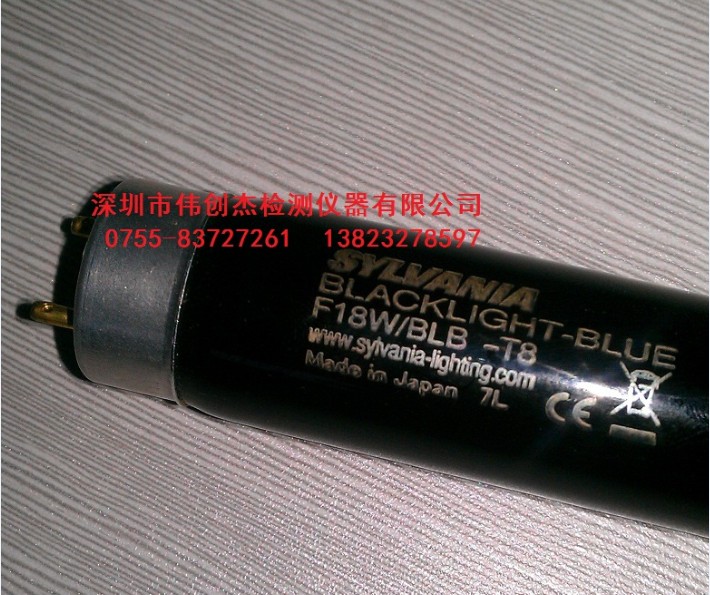 深圳市伟创杰检测仪器有限公司
0755-83727261 13823278597
SYLVANIA
BLACKLIGHT-BLUE
F18W/BLB -T8
www.sylvania-lighting.com
Made in Japan 7L CE